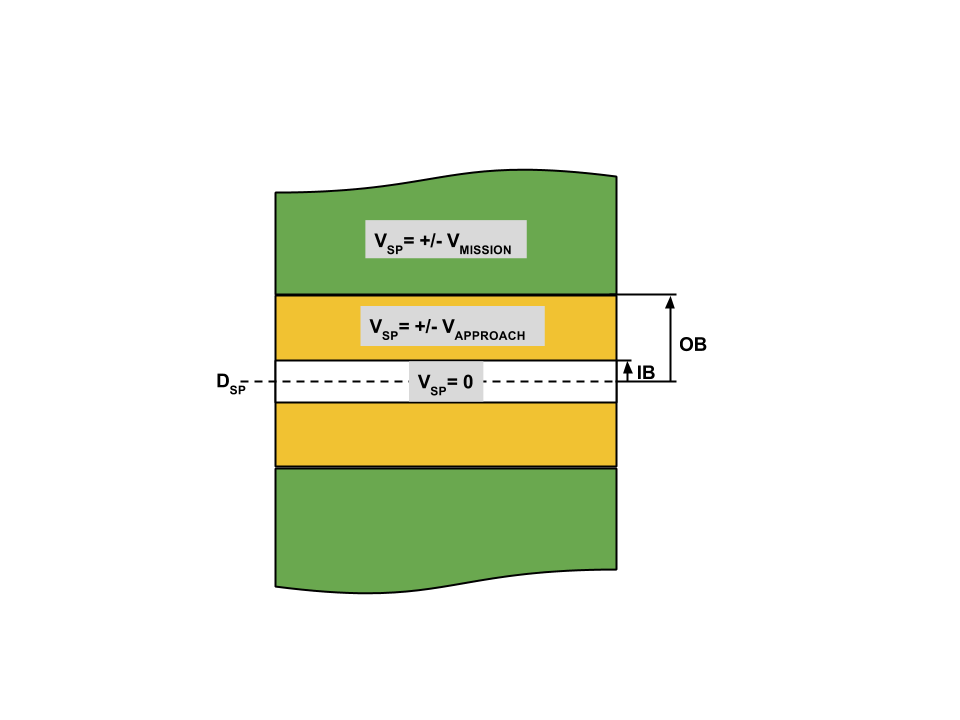 VSP= +/- VMISSION
VSP= +/- VAPPROACH
OB
IB
DSP
VSP= 0